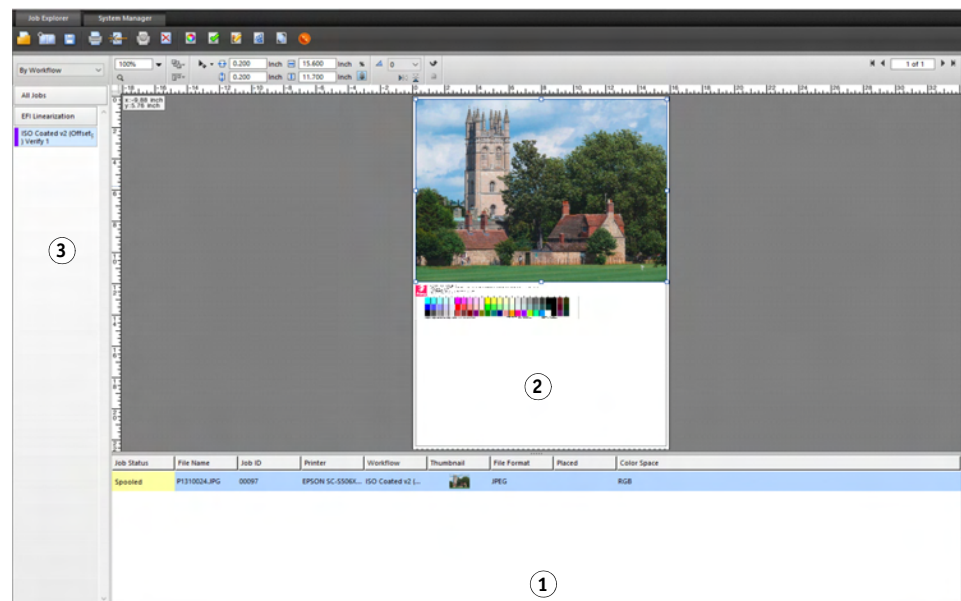 Job Explorer System Manager
By Workflow
100% 0.200 Inch 15.600 Inch % 0 1 of 1
0.200 Inch 11.700 Inch
All Jobs
EFI Linearization
ISO Coated v2 (Offset,
) Verify 1
x:-9.88 inch
y:5.76 inch
3
2
Job Status File Name Job ID Printer Workflow Thumbnail File Format Placed Color Space
Spooled P1310024.JPG 00097 EPSON SC-S506X... ISO Coated v2 (... JPEG RGB
1